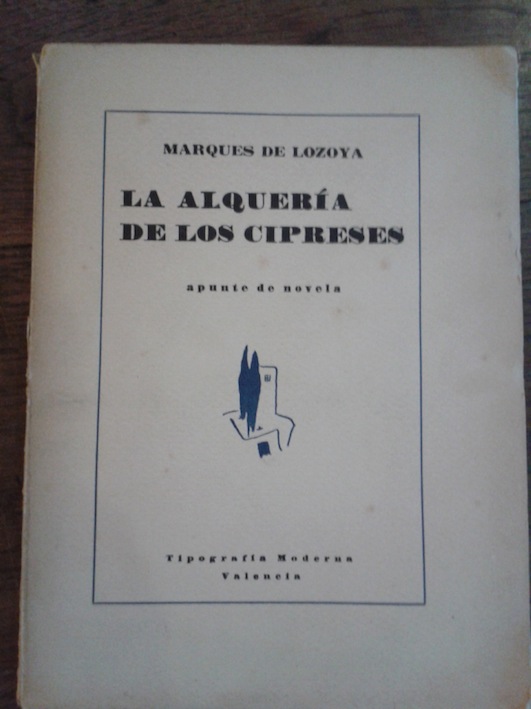 MARQUES DE LOZOYA
LA ALQUERÍA
DE LOS CIPRESES
apunte de novela
Tipografía Moderna
Valencia